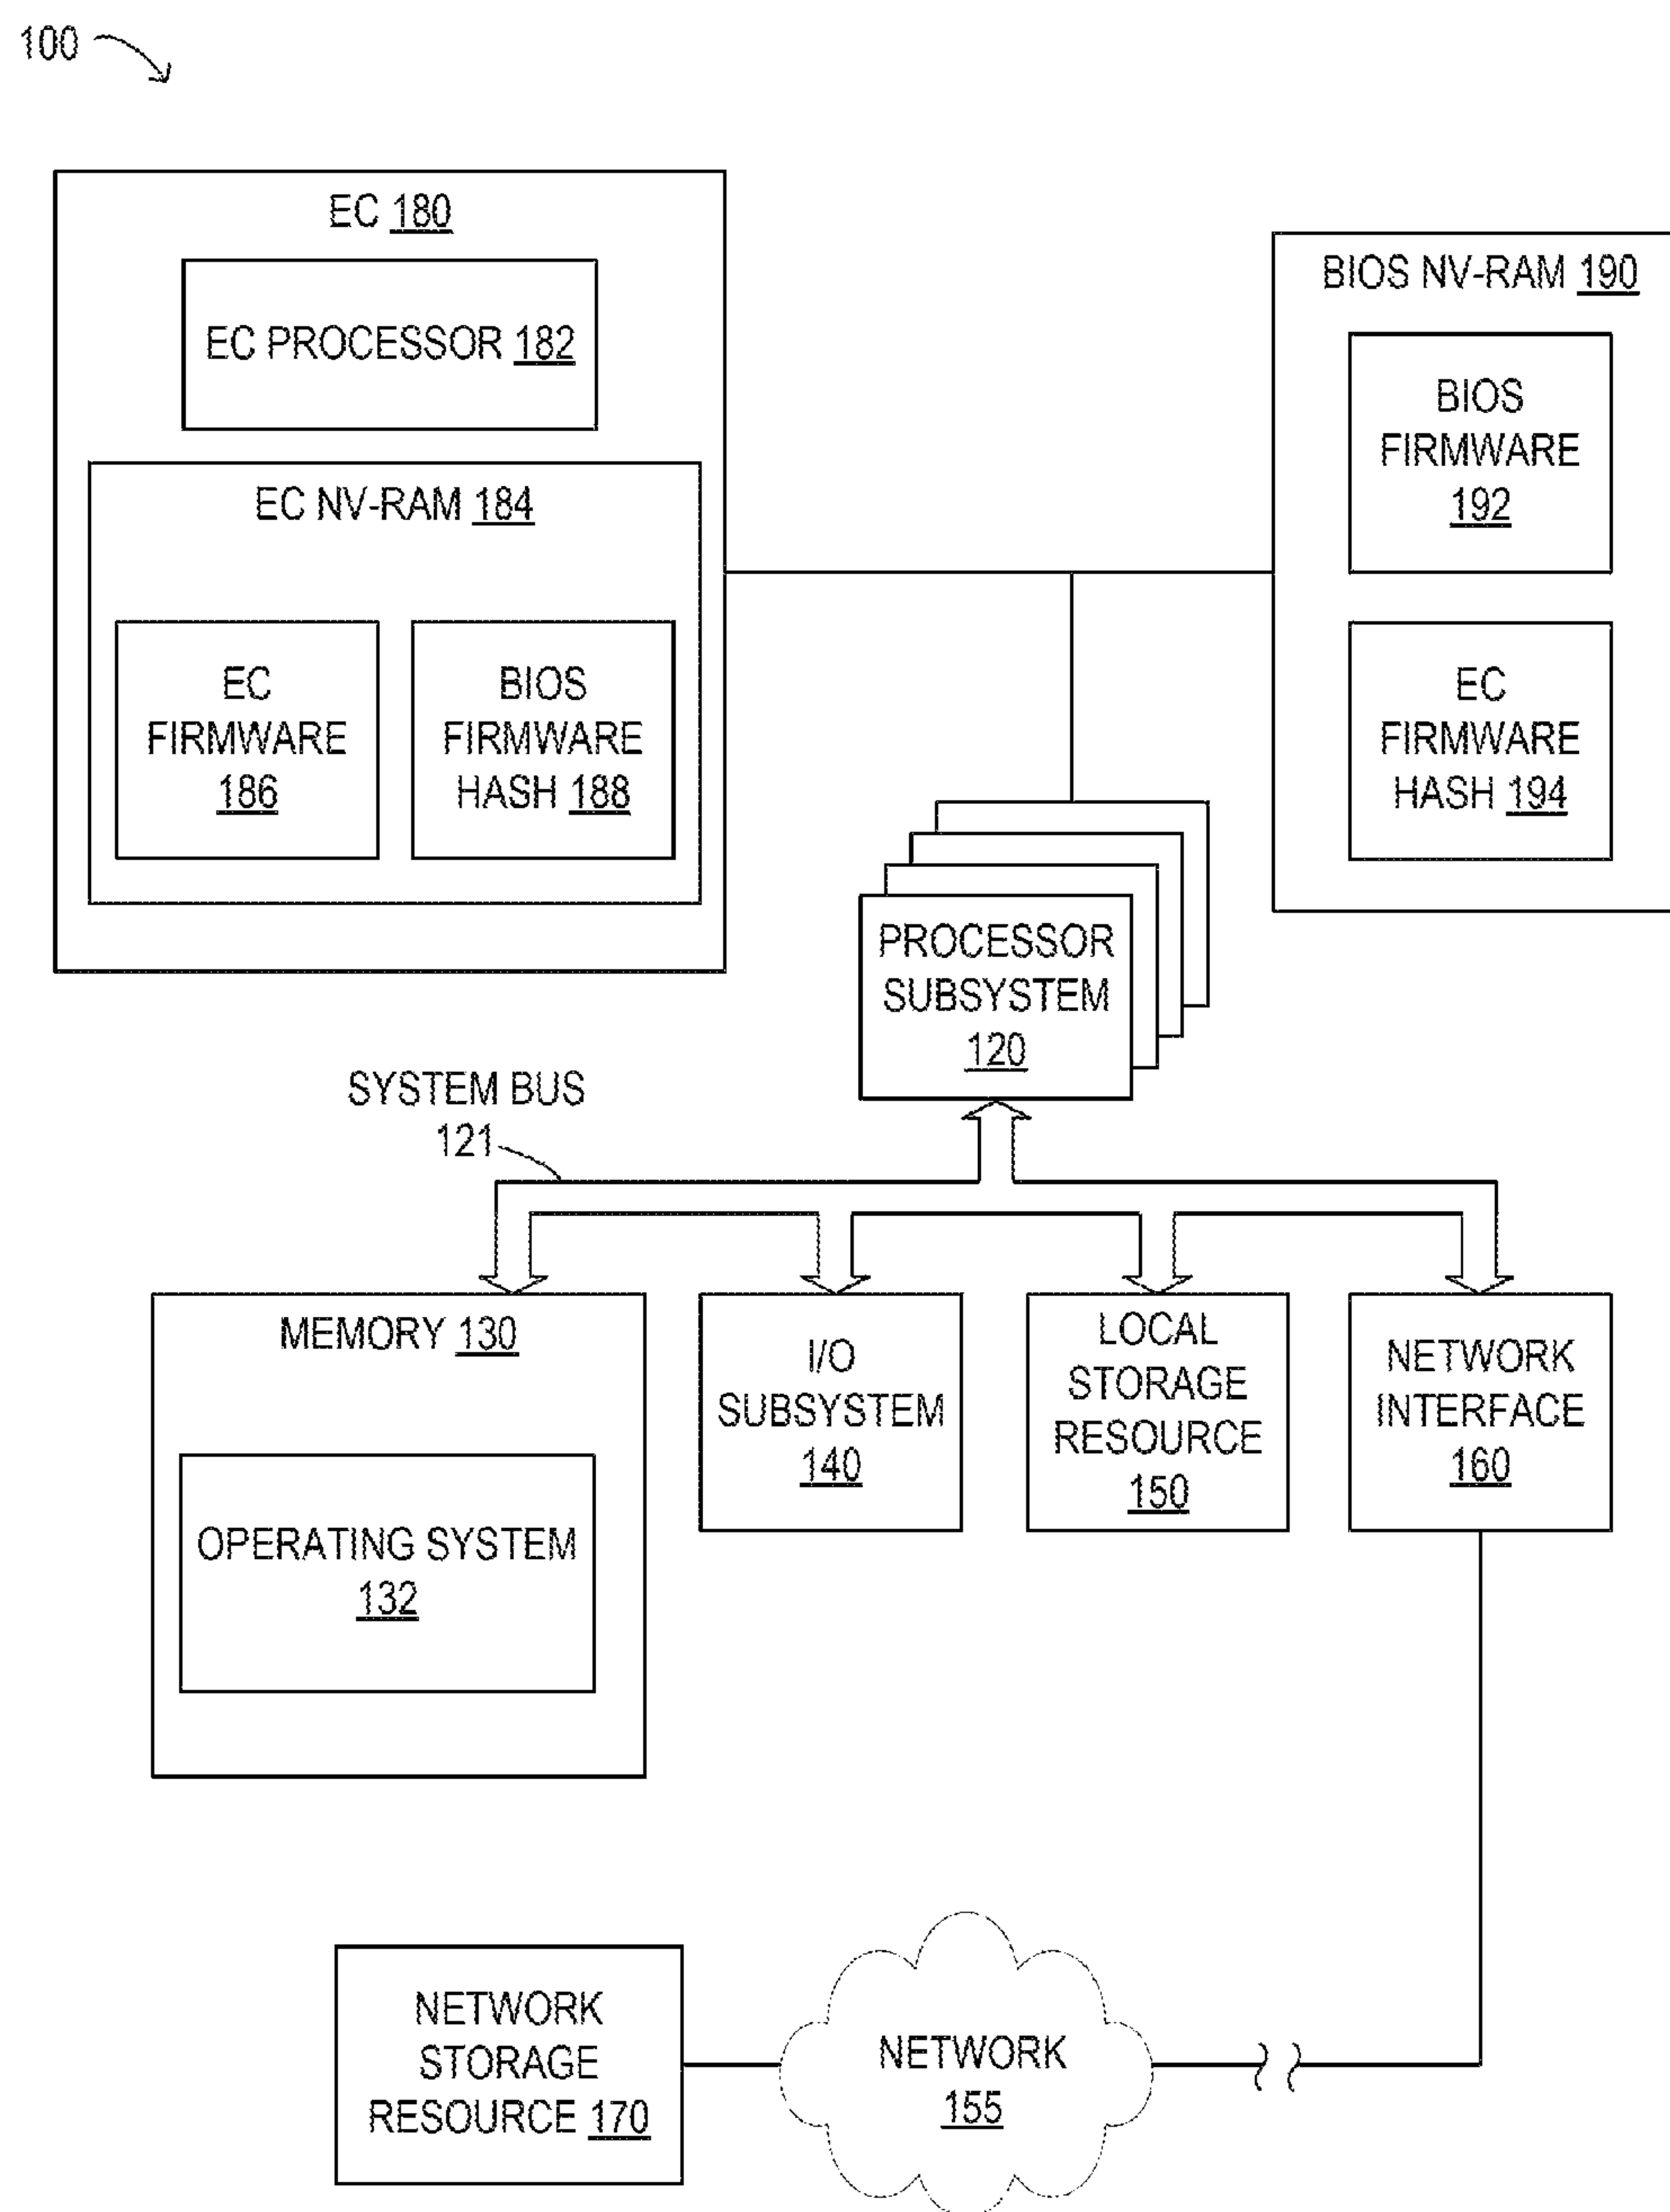 100
EC 180
EC PROCESSOR 182
EC NV-RAM 184
EC
FIRMWARE
186
BIOS
FIRMWARE
HASH 188
BIOS NV-RAM 190
BIOS
FIRMWARE
192
EC
FIRMWARE
HASH 194
PROCESSOR
SUBSYSTEM
120
SYSTEM BUS
121
MEMORY 130
OPERATING SYSTEM
132
I/O
SUBSYSTEM
140
LOCAL
STORAGE
RESOURCE
150
NETWORK
INTERFACE
160
NETWORK
STORAGE
RESOURCE 170
NETWORK
155